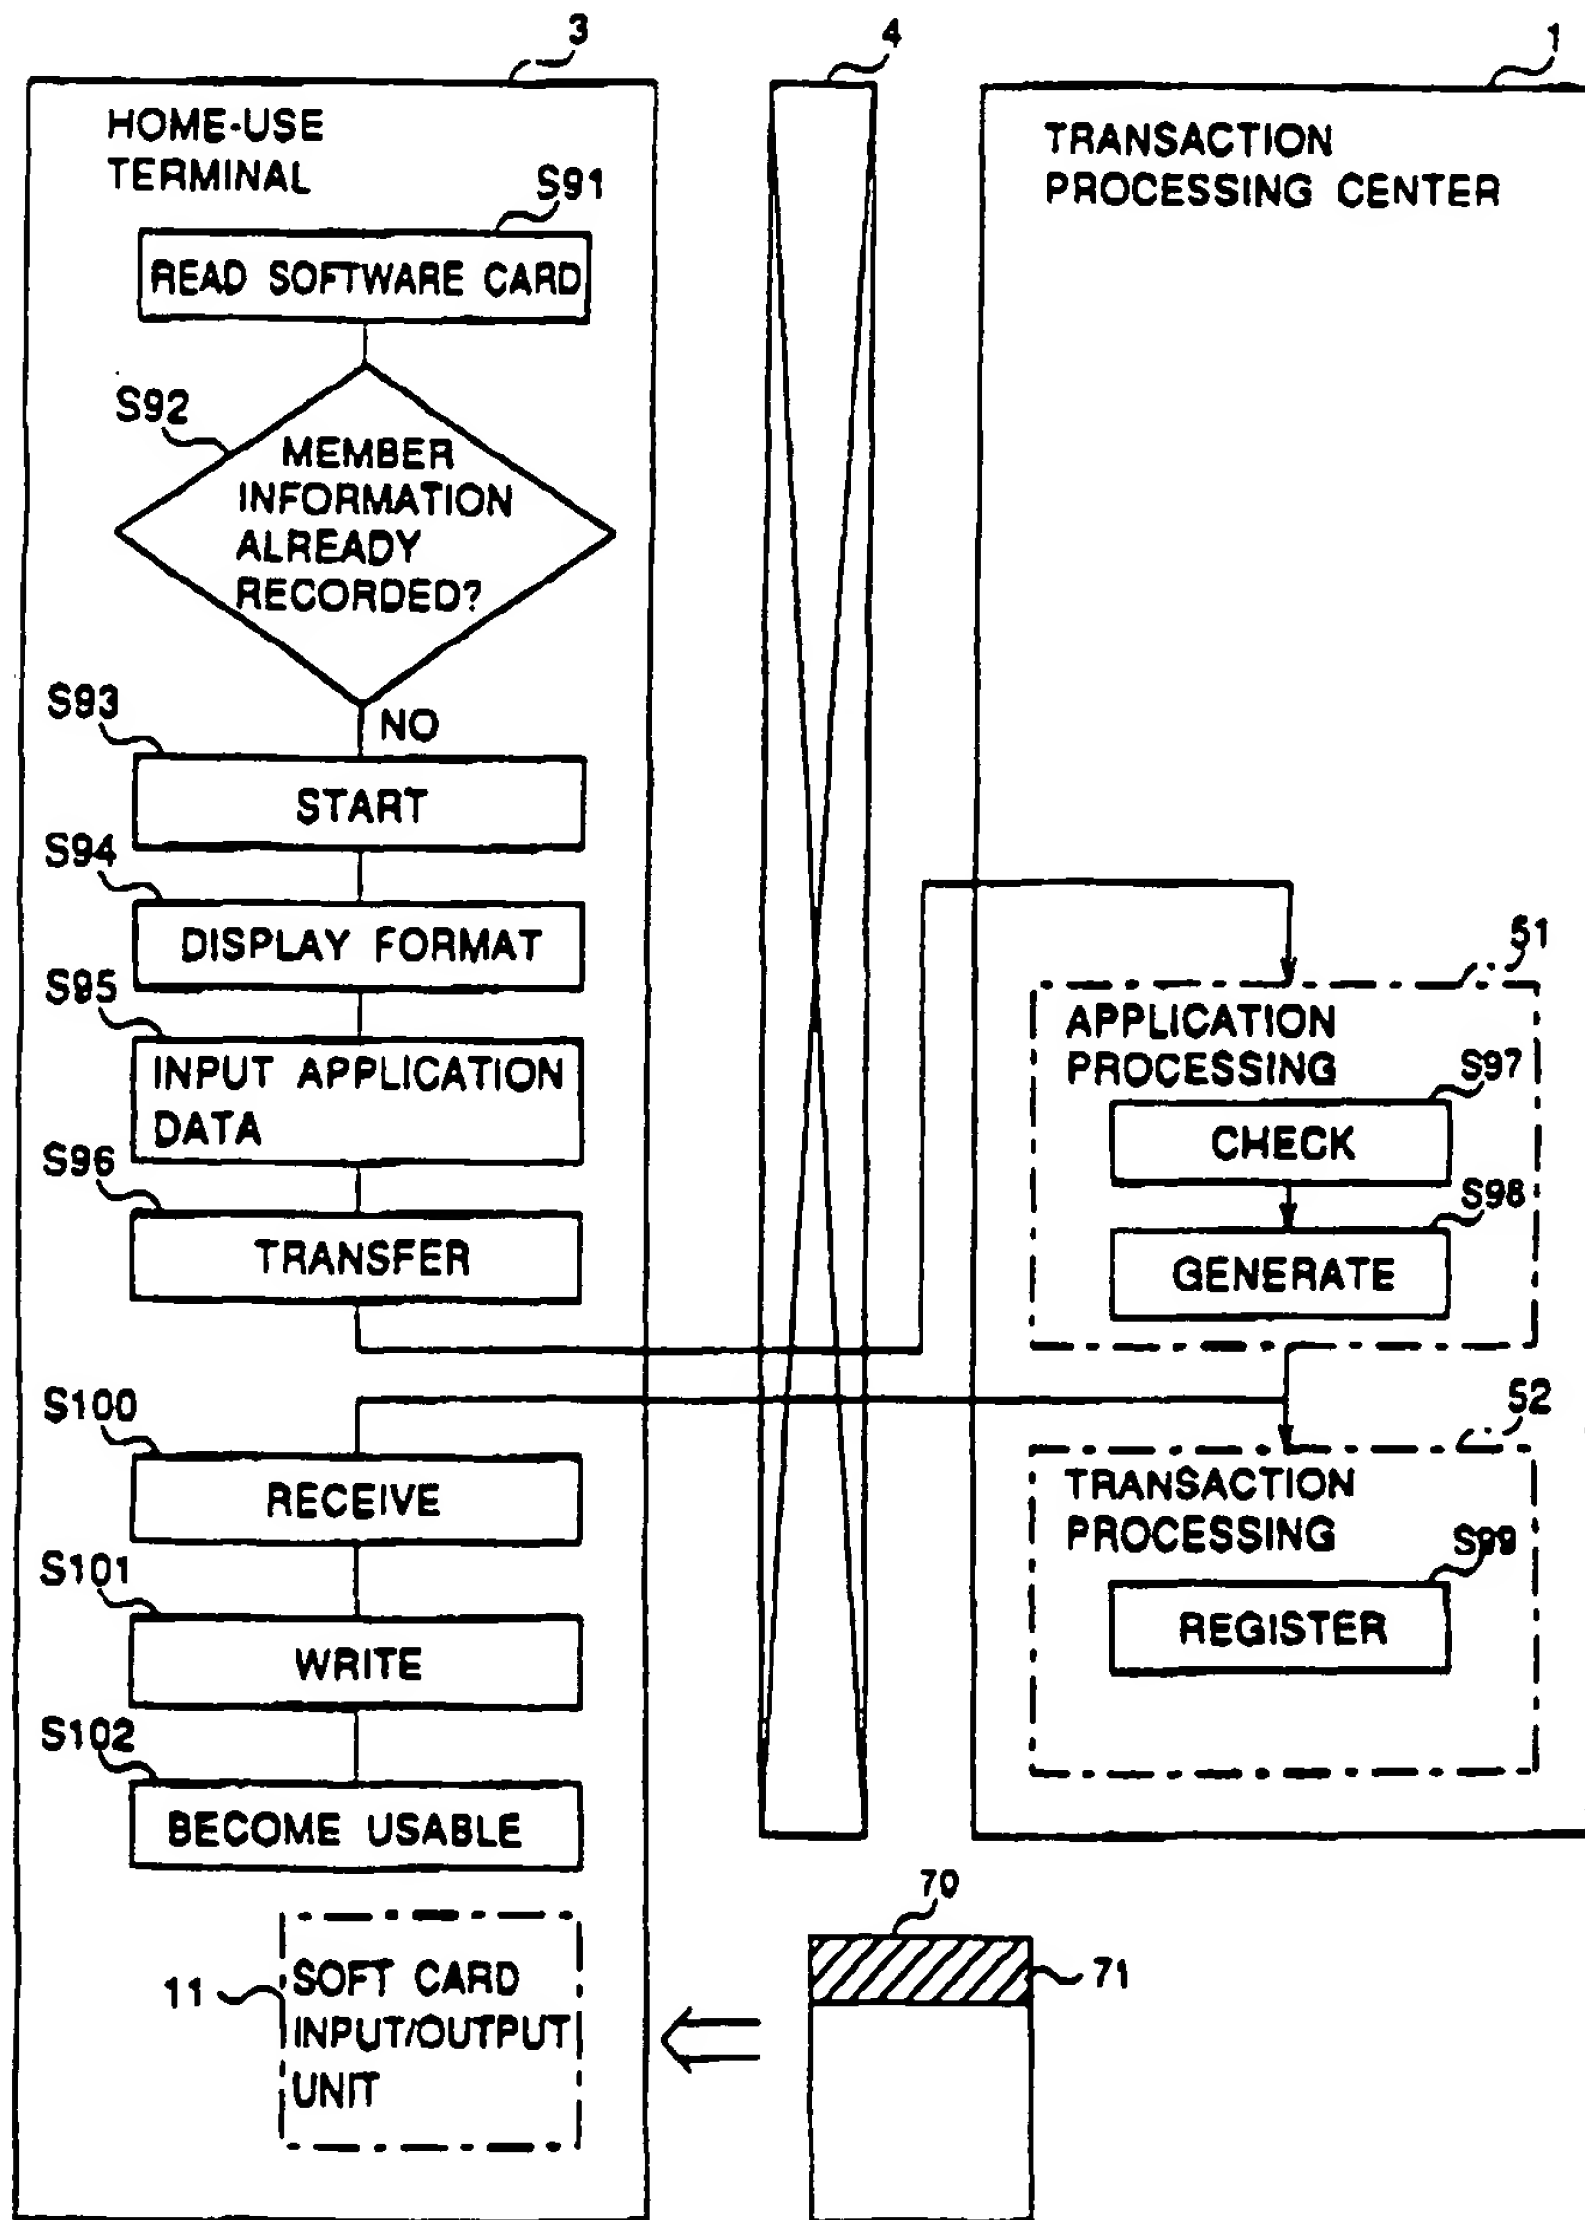 3
4
1
HOME-USE
TERMINAL
TRANSACTION
PROCESSING CENTER
S91
READ SOFTWARE CARD
S92
MEMBER
INFORMATION
ALREADY
RECORDED?
NO
S93
START
S94
DISPLAY FORMAT
S95
INPUT APPLICATION
DATA
S96
TRANSFER
51
APPLICATION
PROCESSING
S97
CHECK
S98
GENERATE
S100
RECEIVE
52
TRANSACTION
PROCESSING
S99
REGISTER
S101
WRITE
S102
BECOME USABLE
11
SOFT CARD
INPUT/OUTPUT
UNIT
70
71